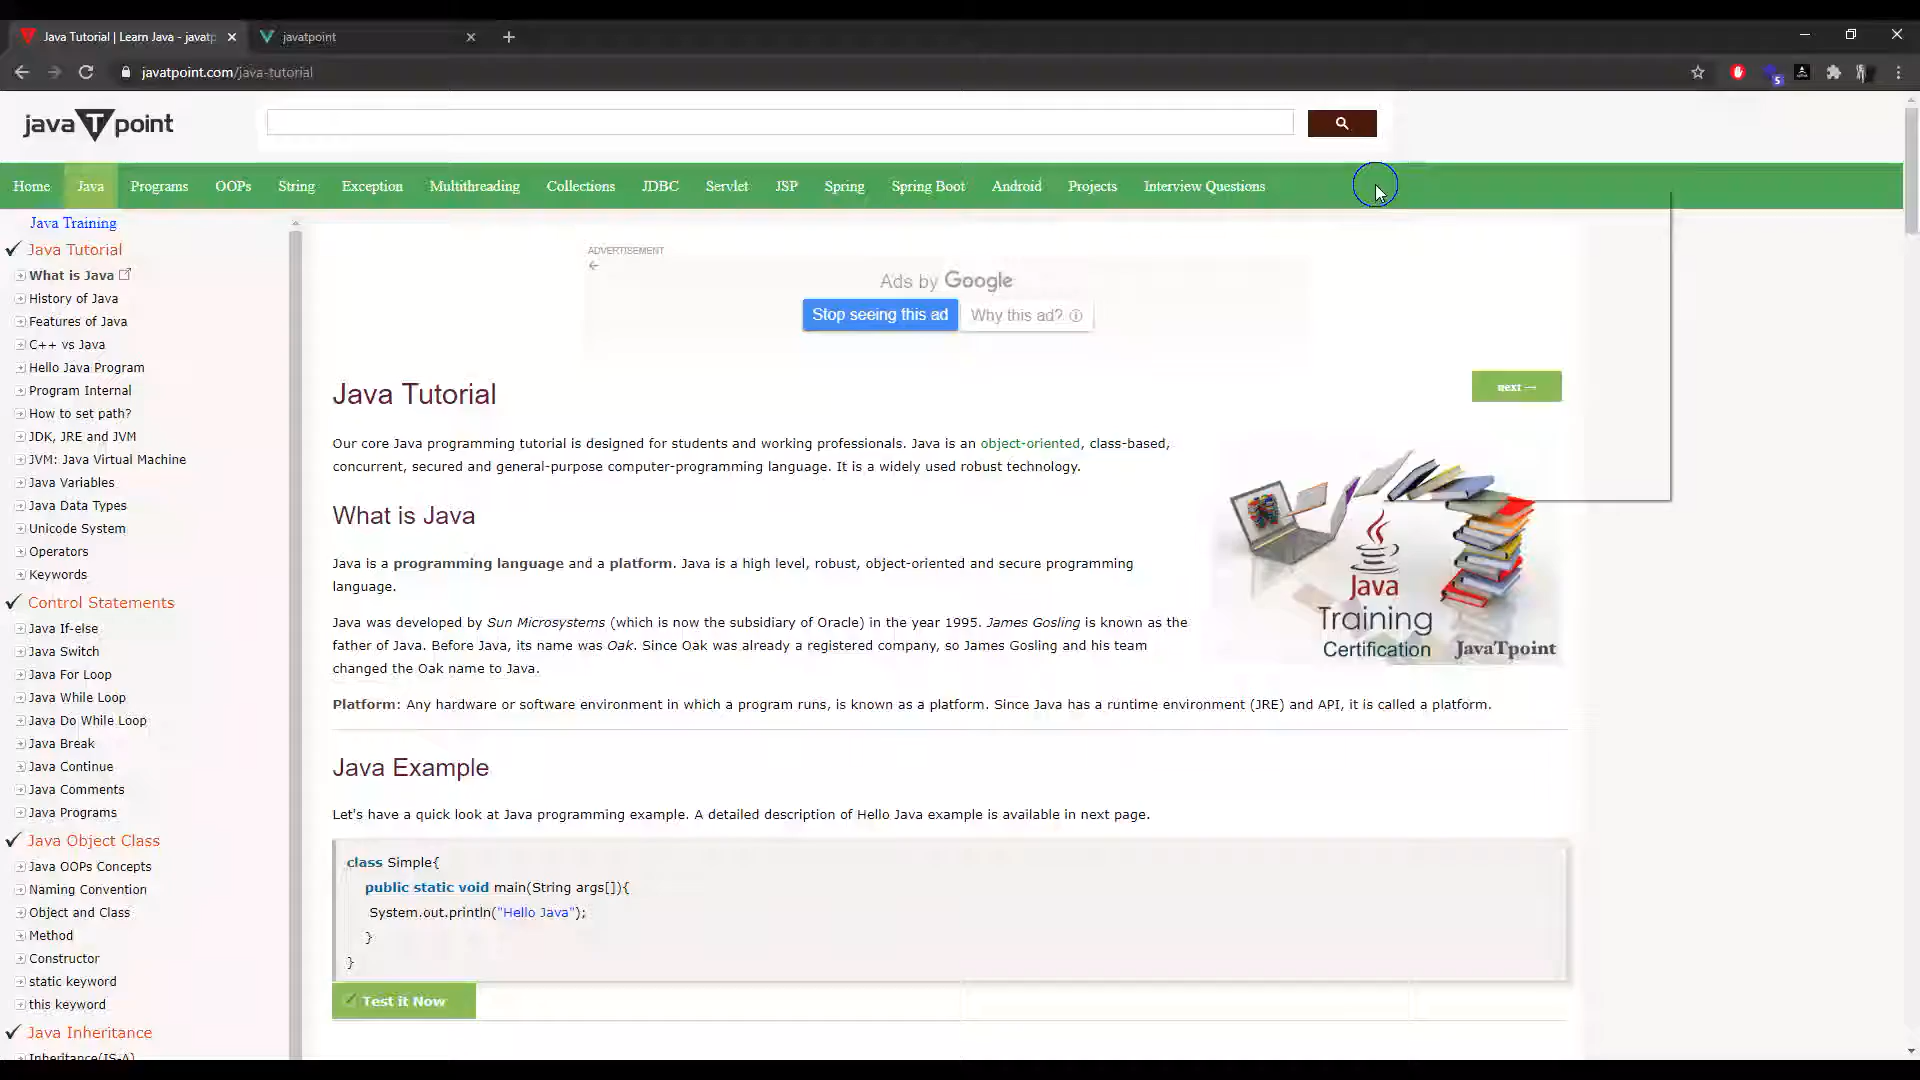 Java Tutorial | Learn Java - javatp
javatpoint
javatpoint.com/java-tutorial
5
javaTpoint
Home Java Programs OOPs String Exception Multithreading Collections JDBC Servlet JSP Spring Spring Boot Android Projects Interview Questions
Java Training
Java Tutorial
What is Java
History of Java
Features of Java
C++ vs Java
Hello Java Program
Program Internal
How to set path?
JDK, JRE and JVM
JVM: Java Virtual Machine
Java Variables
Java Data Types
Unicode System
Operators
Keywords
Control Statements
Java If-else
Java Switch
Java For Loop
Java While Loop
Java Do While Loop
Java Break
Java Continue
Java Comments
Java Programs
Java Object Class
Java OOPs Concepts
Naming Convention
Object and Class
Method
Constructor
static keyword
this keyword
Java Inheritance
Inheritance(IS-A)
ADVERTISEMENT
Ads by Google
Stop seeing this ad
Why this ad?
Java Tutorial
next →
Our core Java programming tutorial is designed for students and working professionals. Java is an object-oriented, class-based,
concurrent, secured and general-purpose computer-programming language. It is a widely used robust technology.
What is Java
Java is a programming language and a platform. Java is a high level, robust, object-oriented and secure programming
language.
Java was developed by Sun Microsystems (which is now the subsidiary of Oracle) in the year 1995. James Gosling is known as the
father of Java. Before Java, its name was Oak. Since Oak was already a registered company, so James Gosling and his team
changed the Oak name to Java.
Java
Training
Certification
JavaTpoint
Platform: Any hardware or software environment in which a program runs, is known as a platform. Since Java has a runtime environment (JRE) and API, it is called a platform.
Java Example
Let's have a quick look at Java programming example. A detailed description of Hello Java example is available in next page.
class Simple{
public static void main(String args[]){
System.out.println("Hello Java");
}
}
Test it Now